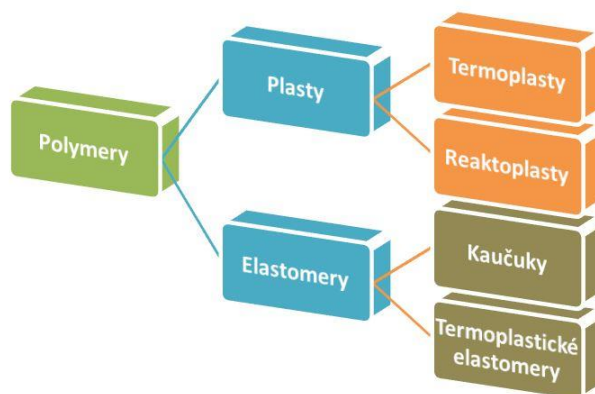 Polymery
Plasty
Termoplasty
Reaktoplasty
Elastomery
Kaučuky
Termoplastické
elastomery